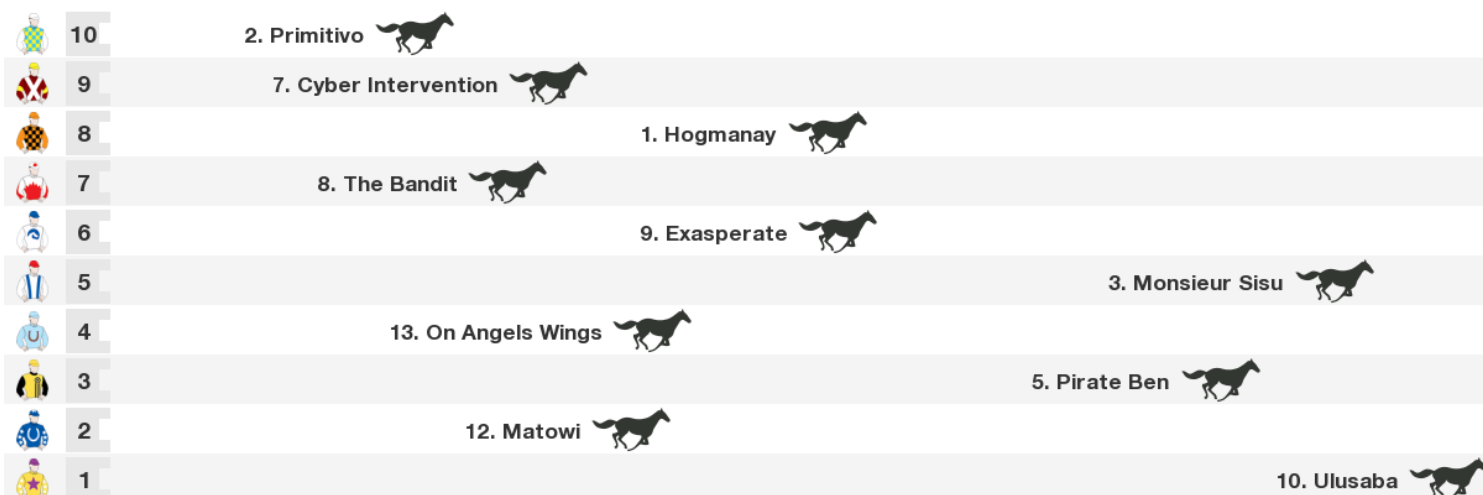 10 2. Primitivo
9 7. Cyber Intervention
8 1. Hogmanay
7 8. The Bandit
6 9. Exasperate
5 3. Monsieur Sisu
4 13. On Angels Wings
3 5. Pirate Ben
2 12. Matowi
1 10. Ulusaba